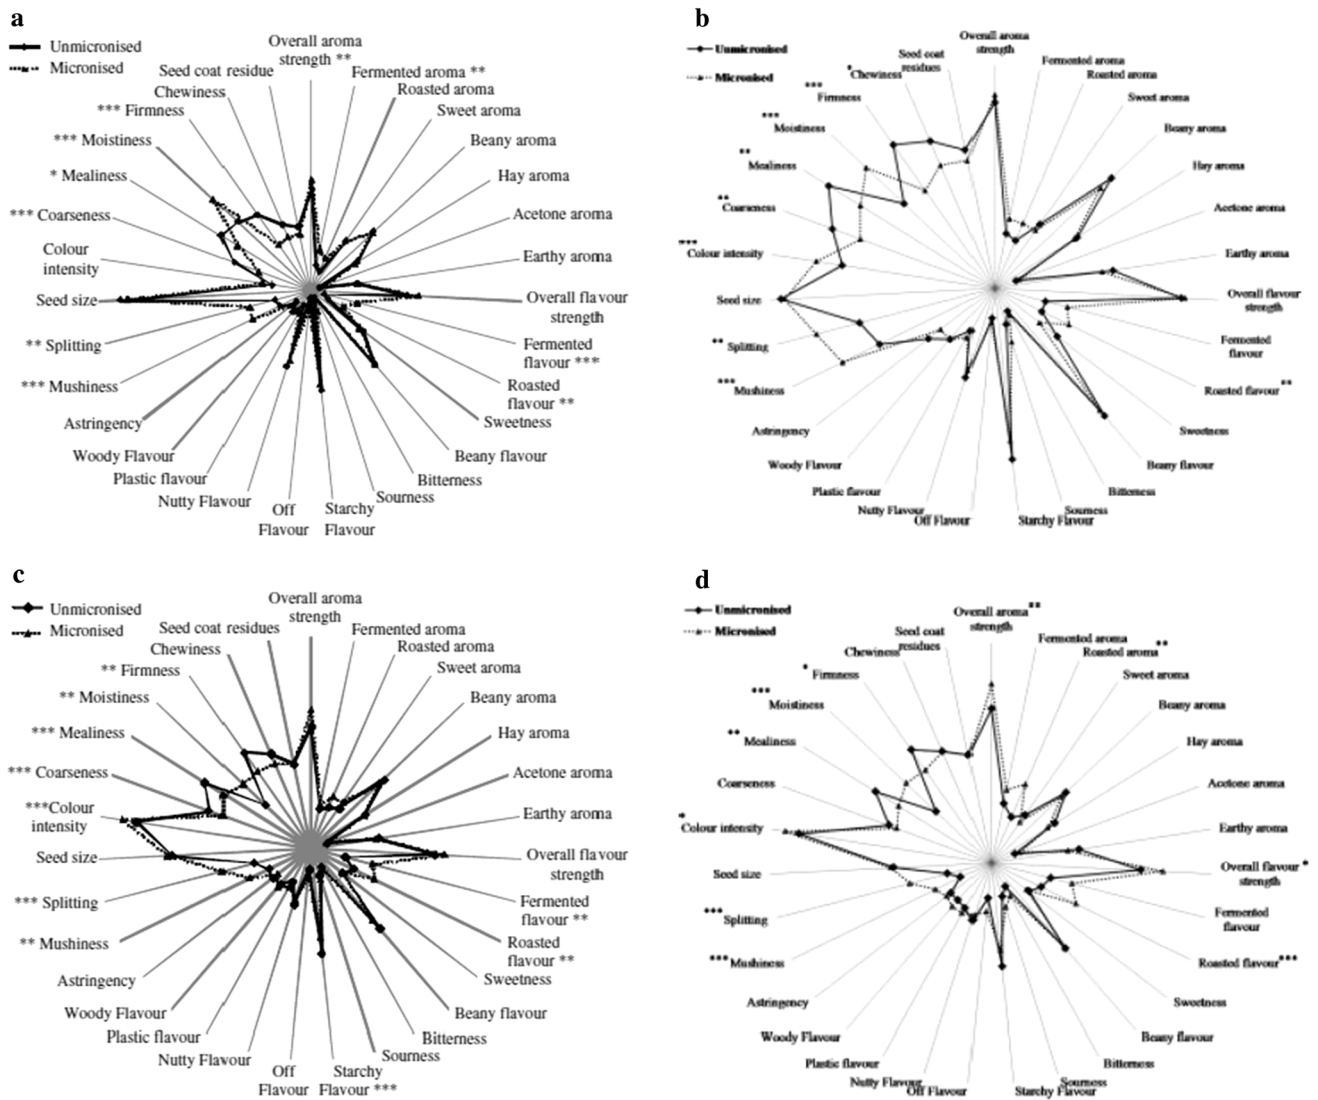 a
Unmicronised
Micronised
Overall aroma
strength **
Fermented aroma **
Roasted aroma
Sweet aroma
Beany aroma
Hay aroma
Acetone aroma
Earthy aroma
Overall flavour
strength
Fermented
flavour ***
Roasted
flavour **
Sweetness
Beany flavour
Bitterness
Sourness
Starchy
Flavour
Off
Flavour
Nutty Flavour
Plastic flavour
Woody Flavour
Astringency
*** Mushiness
** Splitting
Seed size
Colour
intensity
*** Coarseness
* Mealiness
*** Moistiness
*** Firmness
Chewiness
Seed coat residue
b
Unmicronised
Micronised
Overall aroma
strength
Fermented aroma
Roasted aroma
Sweet aroma
Beany aroma
Hay aroma
Acetone aroma
Earthy aroma
Overall flavour
strength
Fermented
flavour
Roasted flavour **
Sweetness
Beany flavour
Bitterness
Sourness
Starchy Flavour
Off Flavour
Nutty Flavour
Plastic flavour
Woody Flavour
Astringency
*** Mushiness
** Splitting
Seed size
*** Colour intensity
** Coarseness
** Mealiness
*** Moistiness
*** Firmness
* Chewiness
Seed coat
residues
c
Unmicronised
Micronised
Overall aroma
strength
Fermented aroma
Roasted aroma
Sweet aroma
Beany aroma
Hay aroma
Acetone aroma
Earthy aroma
Overall flavour
strength
Fermented
flavour **
Roasted
flavour **
Sweetness
Beany flavour
Bitterness
Sourness
Starchy
Flavour ***
Off
Flavour
Nutty Flavour
Plastic flavour
Woody Flavour
Astringency
** Mushiness
*** Splitting
Seed size
***Colour
intensity
*** Coarseness
*** Mealiness
** Moistiness
** Firmness
Chewiness
Seed coat residues
d
Unmicronised
Micronised
Overall aroma **
strength
Fermented aroma
Roasted aroma **
Sweet aroma
Beany aroma
Hay aroma
Acetone aroma
Earthy aroma
Overall flavour *
strength
Fermented
flavour
Roasted flavour ***
Sweetness
Beany flavour
Bitterness
Sourness
Starchy Flavour
Off Flavour
Nutty Flavour
Plastic flavour
Woody Flavour
Astringency
*** Mushiness
*** Splitting
Seed size
* Colour intensity
Coarseness
** Mealiness
*** Moistiness
* Firmness
Chewiness
Seed coat
residues